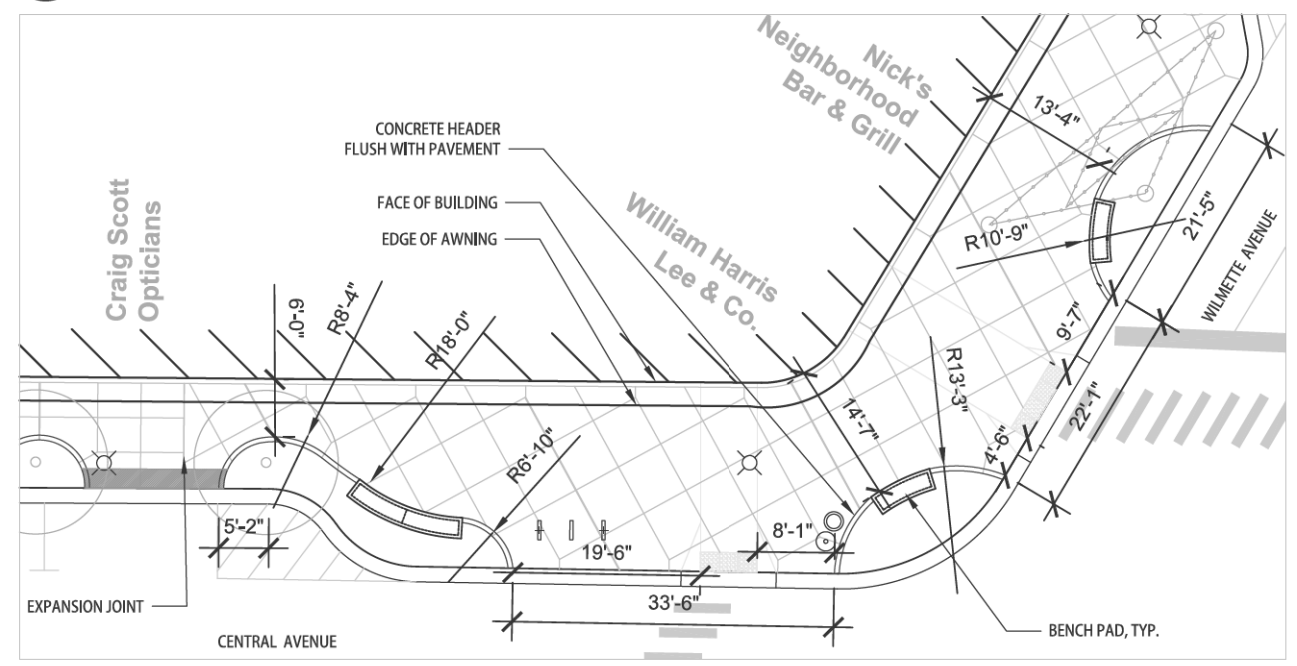 Nick's
Neighborhood
Bar & Grill
CONCRETE HEADER
FLUSH WITH PAVEMENT
13'-4"
Craig Scott
Opticians
FACE OF BUILDING
EDGE OF AWNING
William Harris
Lee & Co.
R10'-9"
21'-5"
WILMETTE AVENUE
6'-0"
R8'-4"
R18'-0"
9'-7"
R13'-3"
22'-1"
14'-7"
4'-6"
R6'-10"
5'-2"
19'-6"
8'-1"
33'-6"
EXPANSION JOINT
CENTRAL AVENUE
BENCH PAD, TYP.